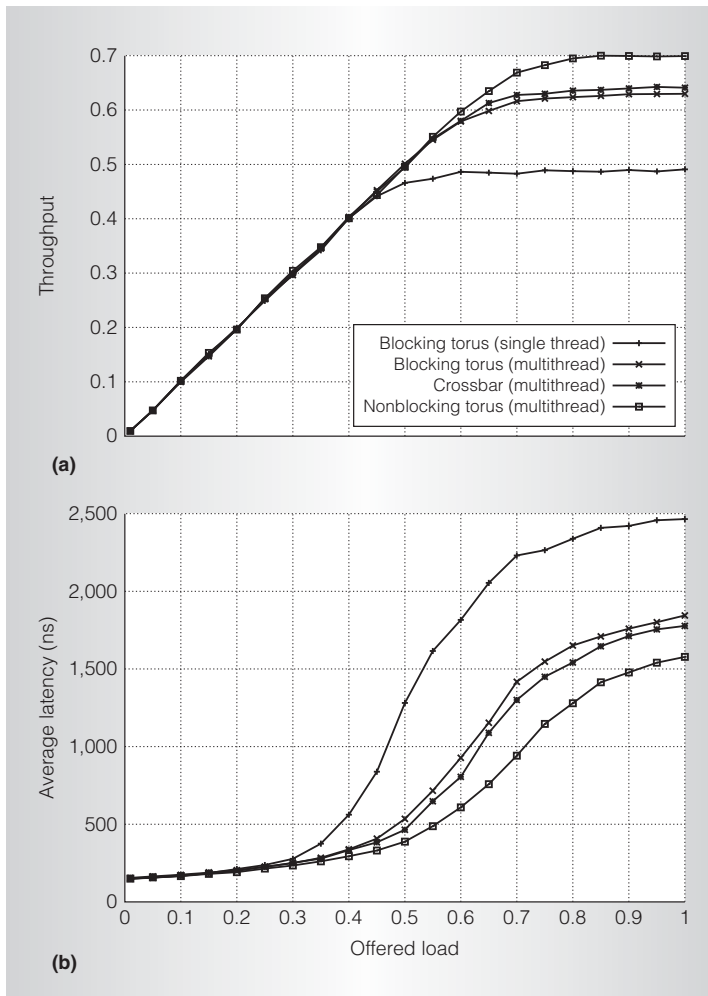 0.7
0.6
0.5
0.4
0.3
0.2
0.1
0
Throughput
Blocking torus (single thread)
Blocking torus (multithread)
Crossbar (multithread)
Nonblocking torus (multithread)
(a)
2,500
2,000
1,500
1,000
500
0
Average latency (ns)
0 0.1 0.2 0.3 0.4 0.5 0.6 0.7 0.8 0.9 1
Offered load
(b)